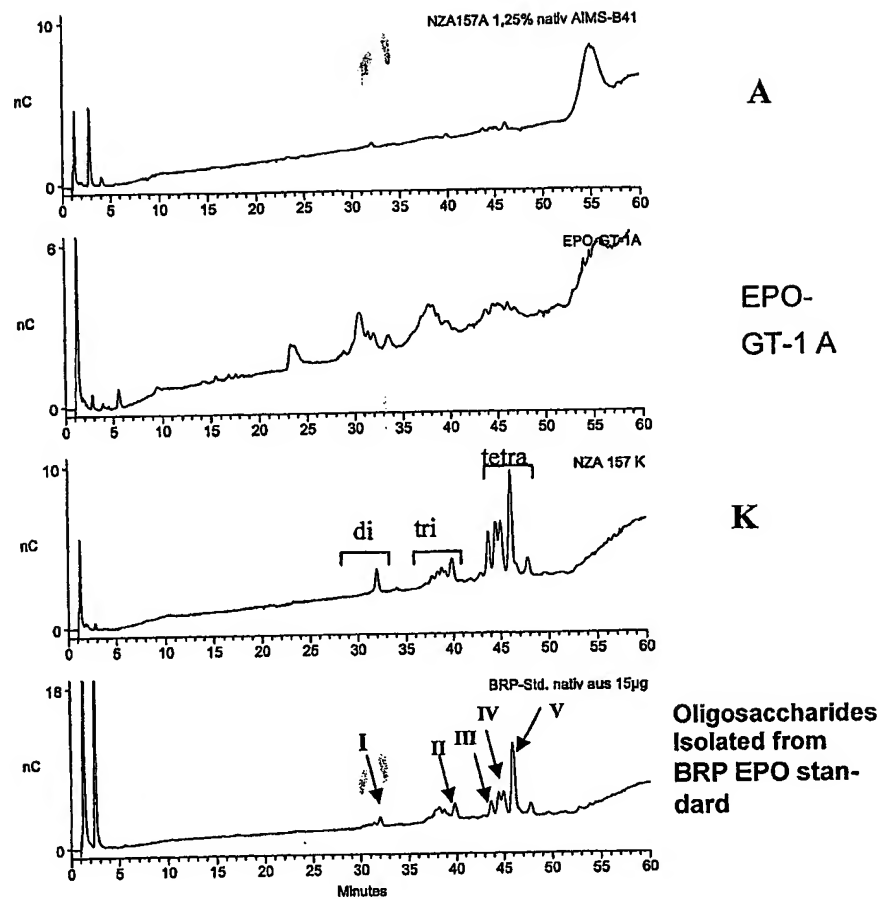 NZA157A 1,25% nativ AIMS-B41
10
nC
0
0 5 10 15 20 25 30 35 40 45 50 55 60
A
EPO-GT-1A
6
nC
0
0 5 10 15 20 25 30 35 40 45 50 55 60
EPO-
GT-1 A
NZA 157 K
10
nC
0
di
tri
tetra
0 5 10 15 20 25 30 35 40 45 50 55 60
K
BRP-Std. nativ aus 15µg
18
nC
0
I
II
III
IV
V
0 5 10 15 20 25 30 35 40 45 50 55 60
Minutes
Oligosaccharides
Isolated from
BRP EPO stan-
dard